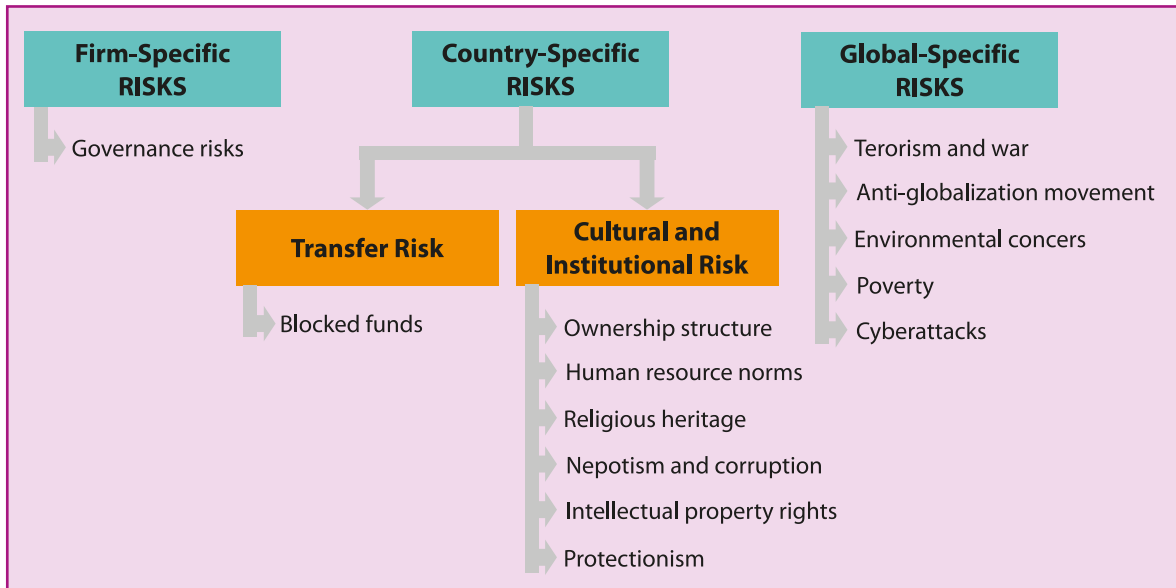 Firm-Specific
RISKS
Governance risks
Country-Specific
RISKS
Transfer Risk
Blocked funds
Cultural and
Institutional Risk
Ownership structure
Human resource norms
Religious heritage
Nepotism and corruption
Intellectual property rights
Protectionism
Global-Specific
RISKS
Terorism and war
Anti-globalization movement
Environmental concers
Poverty
Cyberattacks